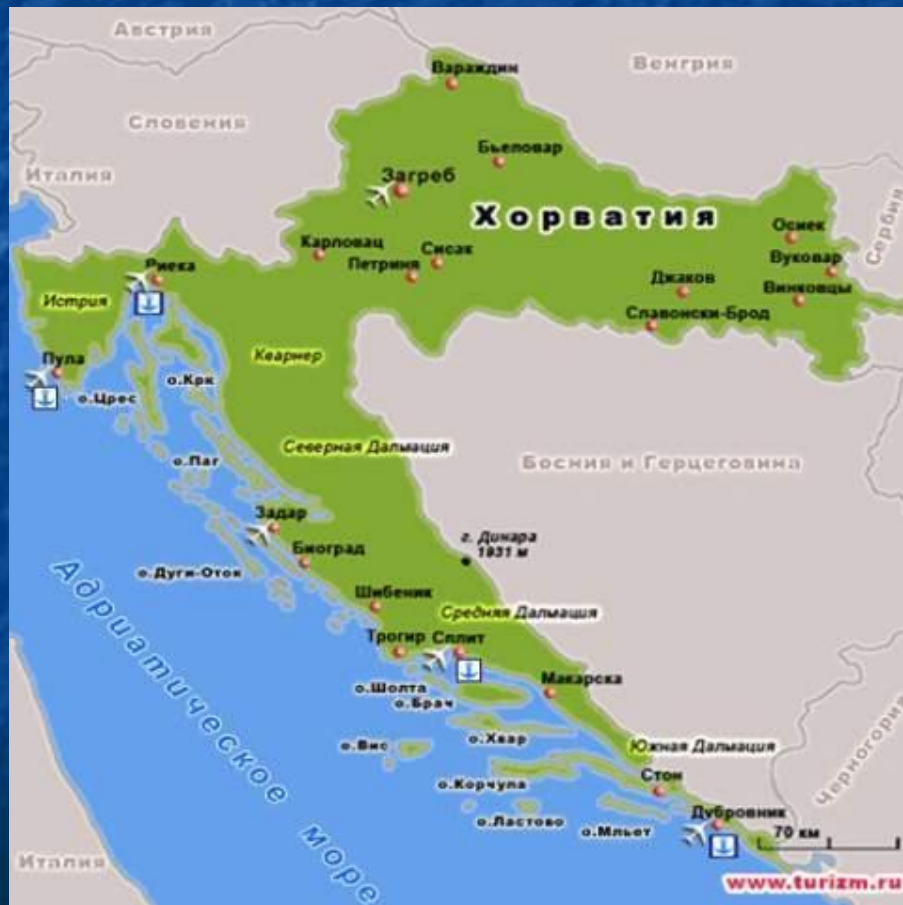 Австрия
Венгрия
Вараждин
Словения
Бьеловар
Италия
Загреб
Хорватия
Сербия
Осиек
Карловац
Сисак
Вуковар
Петриня
Риека
Джаков
Винковцы
Истрия
Славонски-Брод
Кварнер
Пула
о.Крк
о.Црес
Северная Далмация
о.Паг
Босния и Герцеговина
Задар
г. Динара
1931 м
Биоград
о.Дуги-Оток
Адриатическое море
Шибеник
Средняя Далмация
Трогир
Сплит
о.Шолта
Макарска
о.Брач
о.Хвар
о.Вис
Южная Далмация
Черногория
Стон
о.Корчула
о.Ластово
Дубровник
о.Мльет
70 км
Италия
www.turizm.ru